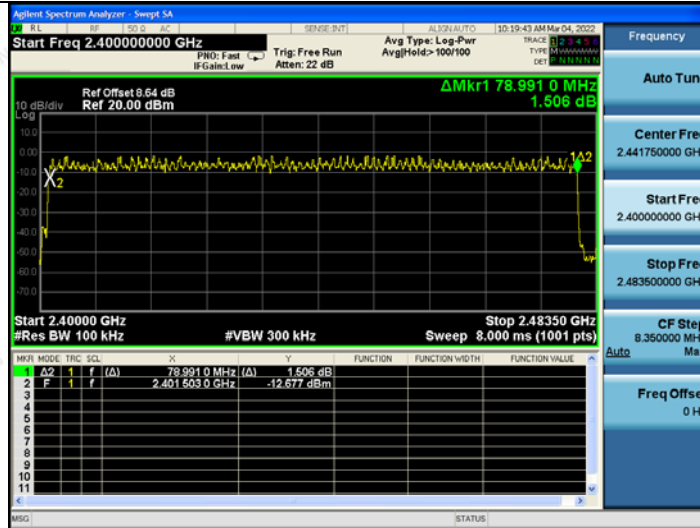 Agilent Spectrum Analyzer - Swept SA
RL RF 50 Ω AC SENSE:INT ALIGN AUTO 10:19:43 AM Mar 04, 2022
Start Freq 2.400000000 GHz
PNO: Fast
IFGain:Low
Trig: Free Run
Atten: 22 dB
Avg Type: Log-Pwr
Avg|Hold:>100/100
TRACE 1 2 3 4 5 6
TYPE M
DET P N N N N N
Ref Offset 8.64 dB
Ref 20.00 dBm
10 dB/div
Log
ΔMkr1 78.991 0 MHz
1.506 dB
10.0
0.00
-10.0
-20.0
-30.0
-40.0
-50.0
-60.0
-70.0
X2
1Δ2
Start 2.40000 GHz
#Res BW 100 kHz
#VBW 300 kHz
Stop 2.48350 GHz
Sweep 8.000 ms (1001 pts)
MKR MODE TRC SCL X Y FUNCTION FUNCTION WIDTH FUNCTION VALUE
1 Δ2 1 f (Δ) 78.991 0 MHz (Δ) 1.506 dB
2 F 1 f 2.401 503 0 GHz -12.677 dBm
3
4
5
6
7
8
9
10
11
MSG STATUS
Frequency
Auto Tun
Center Fre
2.441750000 GH
Start Fre
2.400000000 GH
Stop Fre
2.483500000 GH
CF Step
8.350000 MH
Auto Ma
Freq Offse
0 H